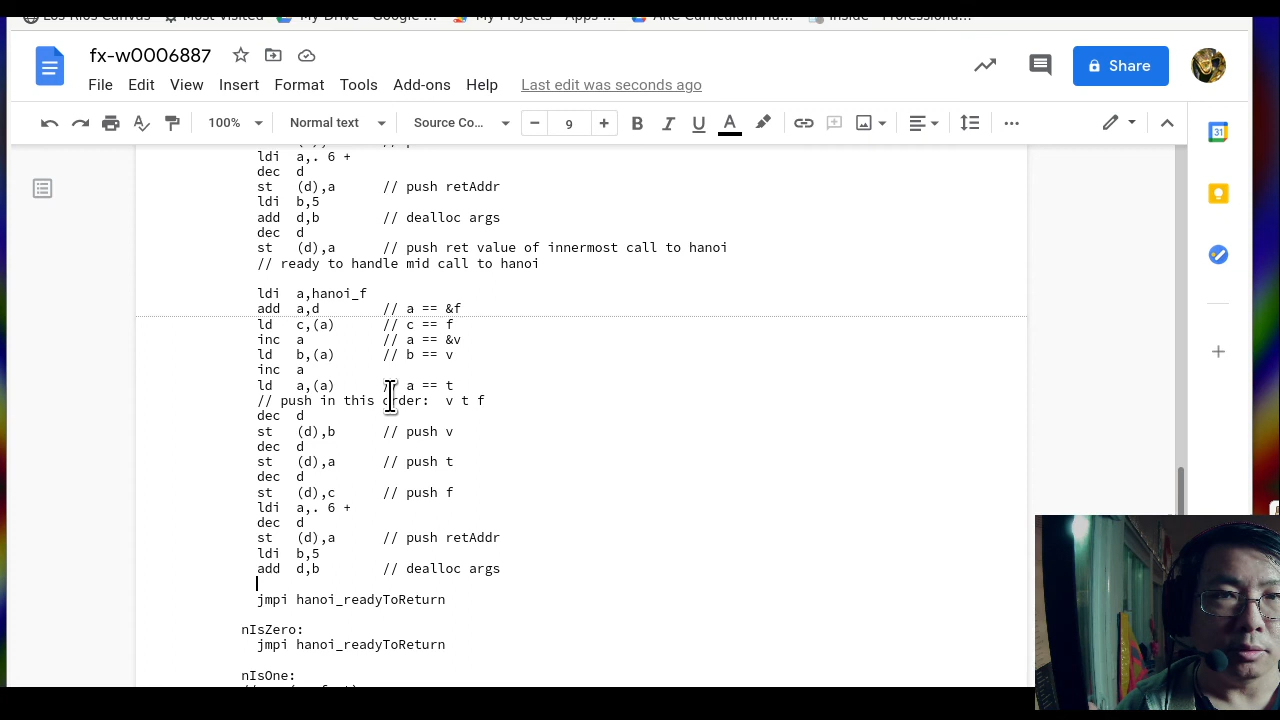 fx-w0006887
Share
File Edit View Insert Format Tools Add-ons Help Last edit was seconds ago
100% Normal text Source Co... − 9 + B I U A
31
ldi a,. 6 +
dec d
st (d),a // push retAddr
ldi b,5
add d,b // dealloc args
dec d
st (d),a // push ret value of innermost call to hanoi
// ready to handle mid call to hanoi
ldi a,hanoi_f
add a,d // a == &f
ld c,(a) // c == f
inc a // a == &v
ld b,(a) // b == v
inc a
ld a,(a) // a == t
// push in this order: v t f
dec d
st (d),b // push v
dec d
st (d),a // push t
dec d
st (d),c // push f
ldi a,. 6 +
dec d
st (d),a // push retAddr
ldi b,5
add d,b // dealloc args
jmpi hanoi_readyToReturn
nIsZero:
jmpi hanoi_readyToReturn
nIsOne: